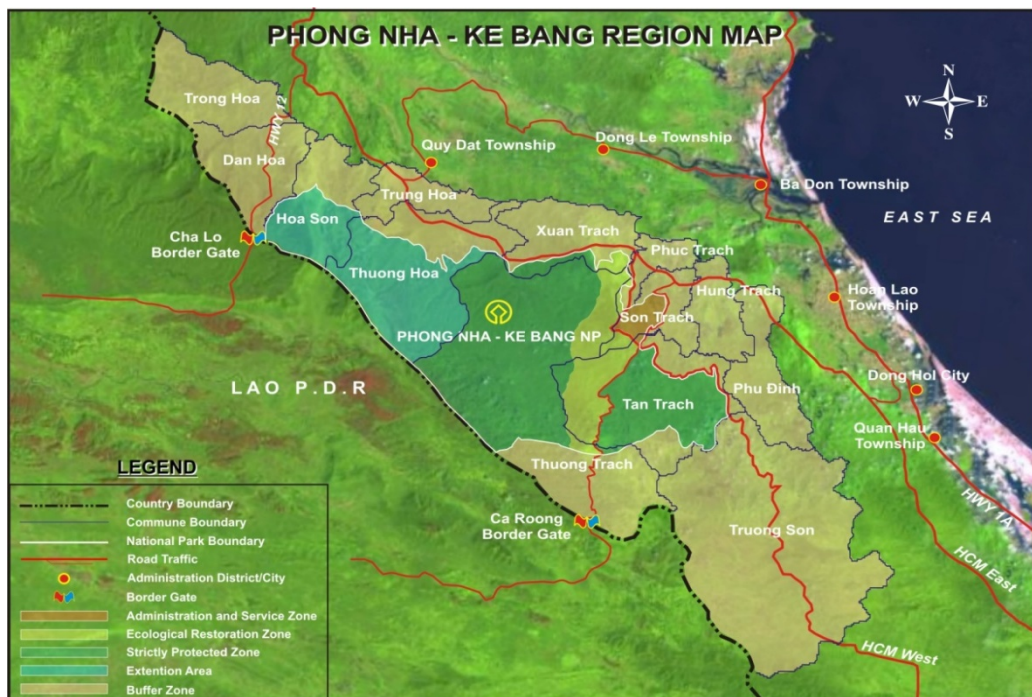 PHONG NHA - KE BANG REGION MAP
N
W E
S
Trong Hoa
HWY 12
Dan Hoa
Quy Dat Township
Dong Le Township
Trung Hoa
Ba Don Township
EAST SEA
Hoa Son
Cha Lo
Border Gate
Xuan Trach
Phuc Trach
Thuong Hoa
Hung Trach
Hoan Lao
Township
Son Trach
PHONG NHA - KE BANG NP
LAO P.D.R
Tan Trach
Phu Đinh
Dong HoI City
Quan Hau
Township
Thuong Trach
HWY 1A
Ca Roong
Border Gate
Truong Son
HCM East
HCM West
LEGEND
Country Boundary
Commune Boundary
National Park Boundary
Road Traffic
Administration District/City
Border Gate
Administration and Service Zone
Ecological Restoration Zone
Strictly Protected Zone
Extention Area
Buffer Zone